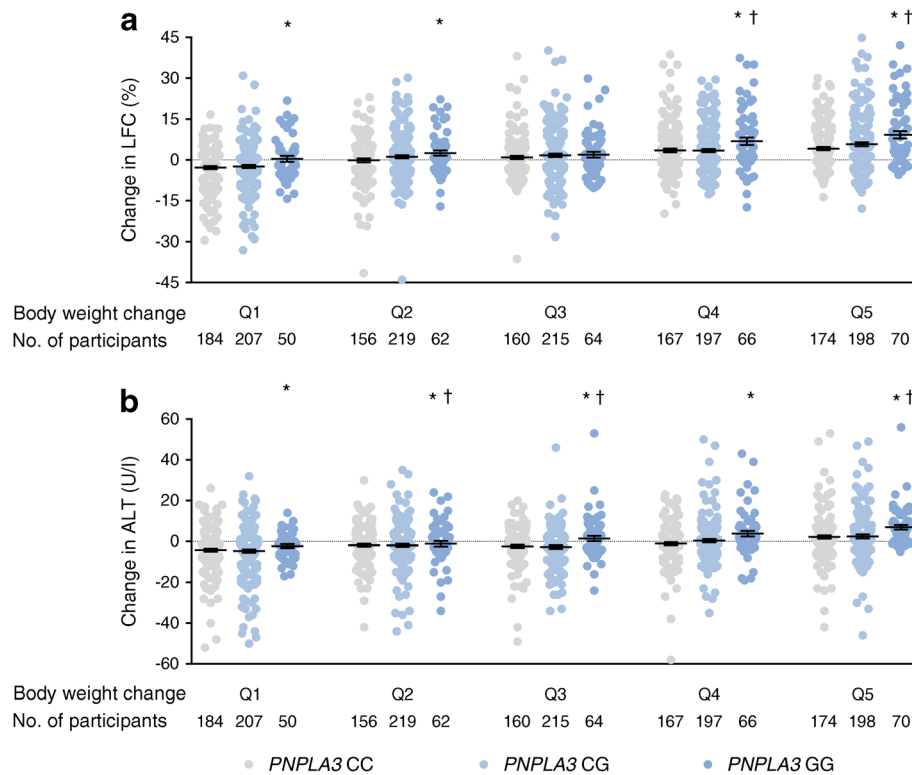 a
* * * † * †
Change in LFC (%)
45
30
15
0
-15
-30
-45
Body weight change Q1 Q2 Q3 Q4 Q5
No. of participants 184 207 50 156 219 62 160 215 64 167 197 66 174 198 70
b
* * † * † * * †
Change in ALT (U/l)
60
40
20
0
-20
-40
-60
Body weight change Q1 Q2 Q3 Q4 Q5
No. of participants 184 207 50 156 219 62 160 215 64 167 197 66 174 198 70
PNPLA3 CC PNPLA3 CG PNPLA3 GG